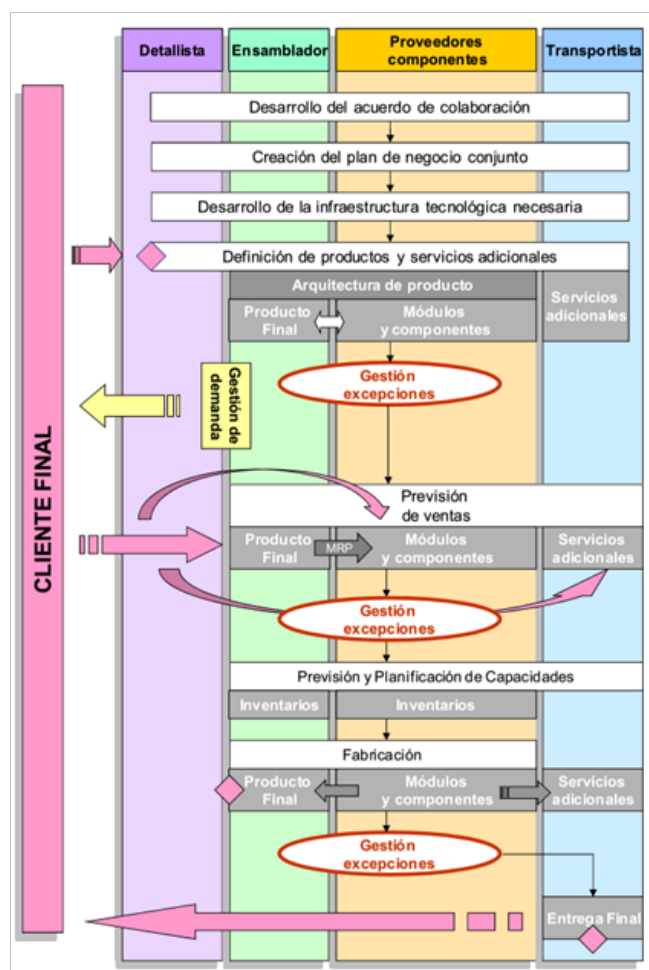 Detallista
Ensamblador
Proveedores
componentes
Transportista
Desarrollo del acuerdo de colaboración
Creación del plan de negocio conjunto
Desarrollo de la infraestructura tecnológica necesaria
Definición de productos y servicios adicionales
Arquitectura de producto
Producto
Final
Módulos
y componentes
Servicios
adicionales
Gestión
excepciones
Gestión de
demanda
CLIENTE FINAL
Previsión
de ventas
Producto
Final
MRP
Módulos
y componentes
Servicios
adicionales
Gestión
excepciones
Previsión y Planificación de Capacidades
Inventarios
Inventarios
Fabricación
Producto
Final
Módulos
y componentes
Servicios
adicionales
Gestión
excepciones
Entrega Final